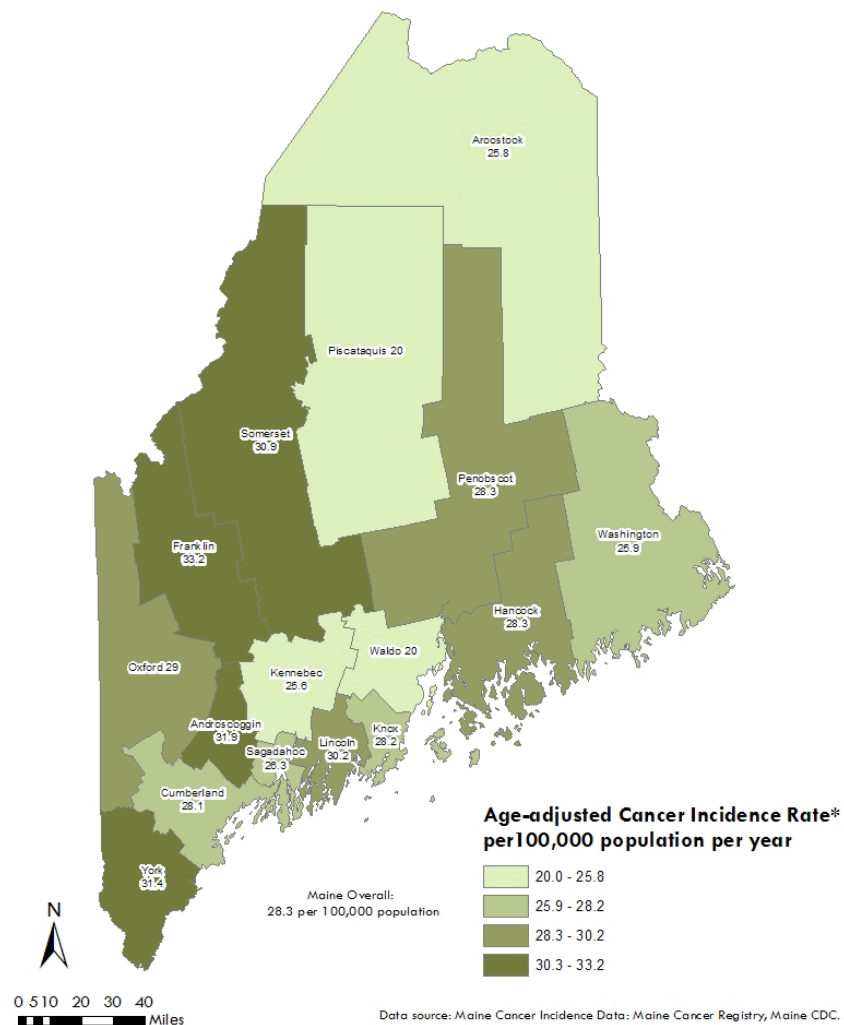 Aroostook
25.8
Piscataquis 20
Somerset
30.9
Penobscot
28.3
Washington
25.9
Franklin
33.2
Hancock
28.3
Waldo 20
Oxford 29
Kennebec
25.6
Androscoggin
31.9
Knox
28.2
Lincoln
30.2
Sagadahoc
26.3
Cumberland
28.1
York
31.4
Age-adjusted Cancer Incidence Rate*
per100,000 population per year
20.0 - 25.8
25.9 - 28.2
28.3 - 30.2
30.3 - 33.2
Maine Overall:
28.3 per 100,000 population
N
0 510 20 30 40
Miles
Data source: Maine Cancer Incidence Data: Maine Cancer Registry, Maine CDC.